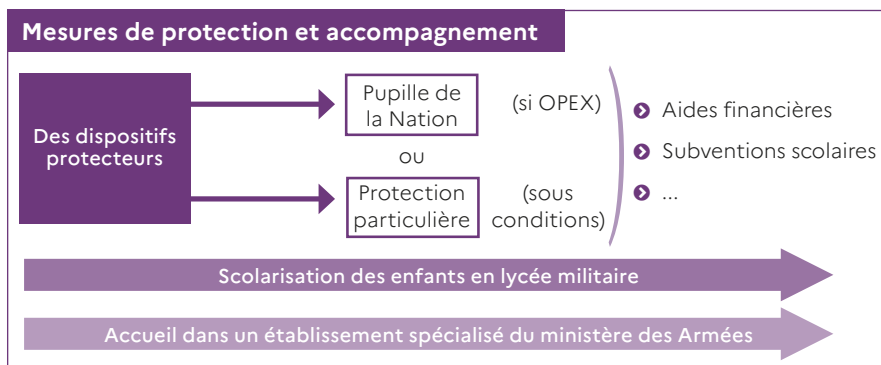 Mesures de protection et accompagnement
Des dispositifs
protecteurs
Pupille de
la Nation
(si OPEX)
ou
Protection
particulière
(sous
conditions)
Aides financières
Subventions scolaires
...
Scolarisation des enfants en lycée militaire
Accueil dans un établissement spécialisé du ministère des Armées